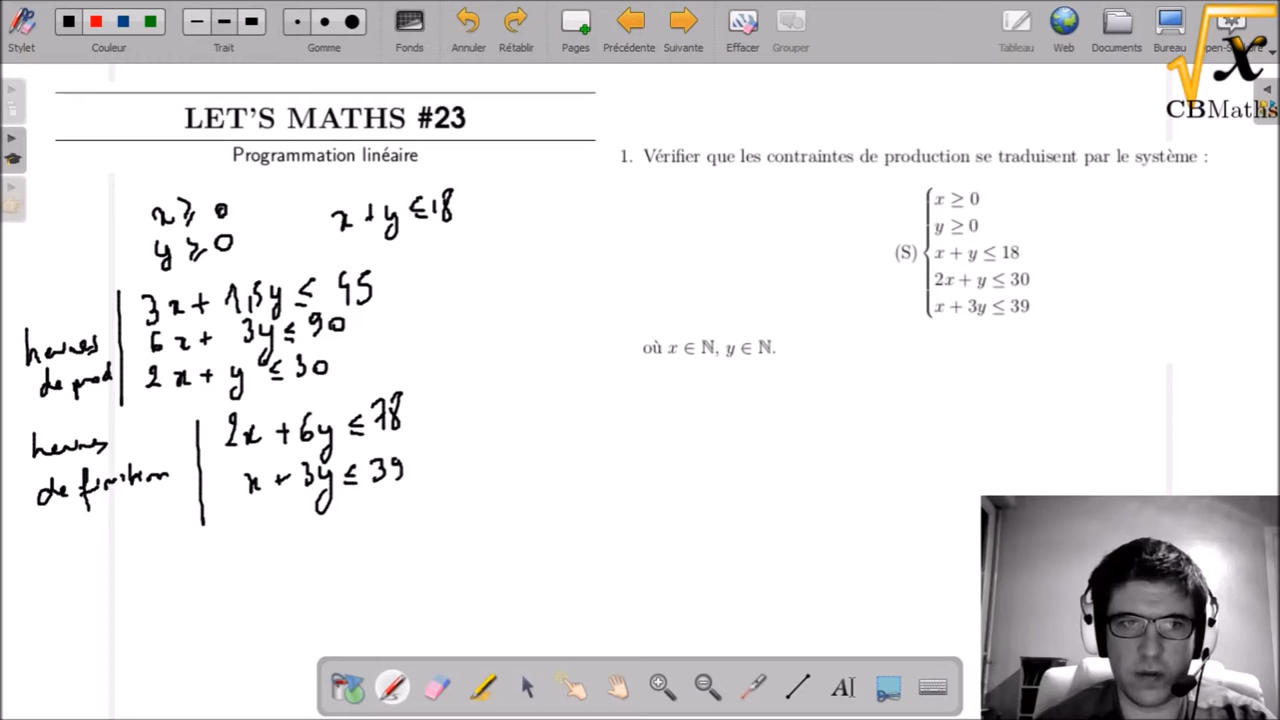 Stylet
Couleur
Trait
Gomme
Fonds
Annuler
Rétablir
Pages
Précédente
Suivante
Effacer
Grouper
Tableau
Web
Documents
Bureau
CBMaths
LET'S MATHS #23
Programmation linéaire
x ≥ 0
y ≥ 0
x + y ≤ 18
3x + 1,5y ≤ 45
6x + 3y ≤ 90
2x + y ≤ 30
heures
de prod
2x + 6y ≤ 78
x + 3y ≤ 39
heures
de finition
1. Vérifier que les contraintes de production se traduisent par le système :
(S)
x ≥ 0
y ≥ 0
x + y ≤ 18
2x + y ≤ 30
x + 3y ≤ 39
où x ∈ ℕ, y ∈ ℕ.
AI